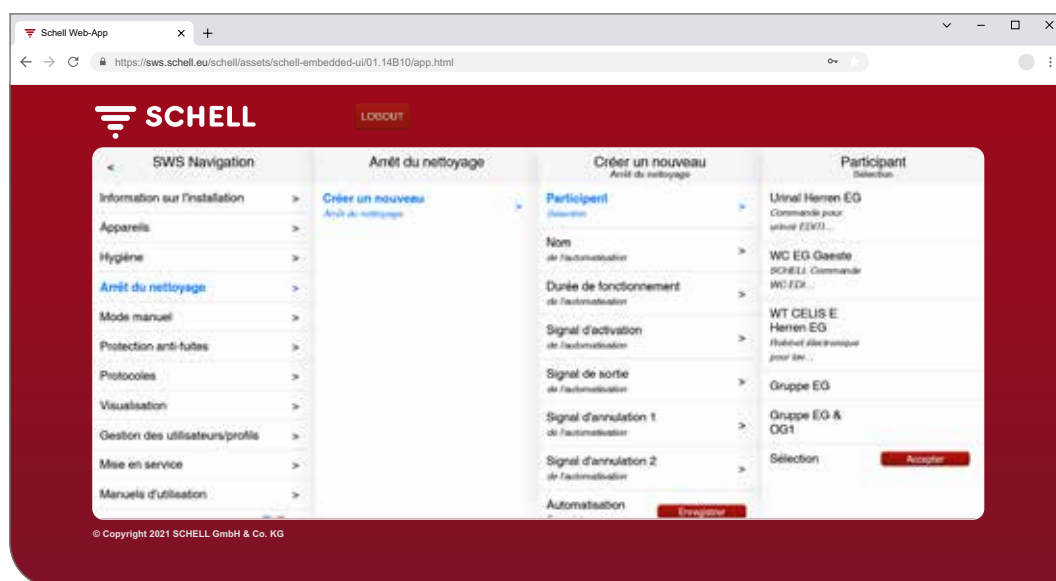 Schell Web-App
https://sws.schell.eu/schell/assets/schell-embedded-ui/01.14B10/app.html
SCHELL
LOGOUT
< SWS Navigation
Information sur l'installation >
Appareils >
Hygiène >
Arrêt du nettoyage >
Mode manuel >
Protection anti-fuites >
Protocoles >
Visualisation >
Gestion des utilisateurs/profils >
Mise en service >
Manuels d'utilisation >
Arrêt du nettoyage
Créer un nouveau >
Arrêt du nettoyage
Créer un nouveau
Arrêt du nettoyage
Participent >
Sélection
Nom >
de l'automatisation
Durée de fonctionnement >
de l'automatisation
Signal d'activation >
de l'automatisation
Signal de sortie >
de l'automatisation
Signal d'annulation 1 >
de l'automatisation
Signal d'annulation 2 >
de l'automatisation
Automatisation
Enregistrer
Participant
Sélection
Urinal Herren EG
Commande pour
urinoir
WC EG Gaeste
SCHELL Commande
WC EDI...
WT CELIS E
Herren EG
Robinet électronique
pour lav...
Gruppe EG
Gruppe EG &
OG1
Sélection
Accepter
© Copyright 2021 SCHELL GmbH & Co. KG